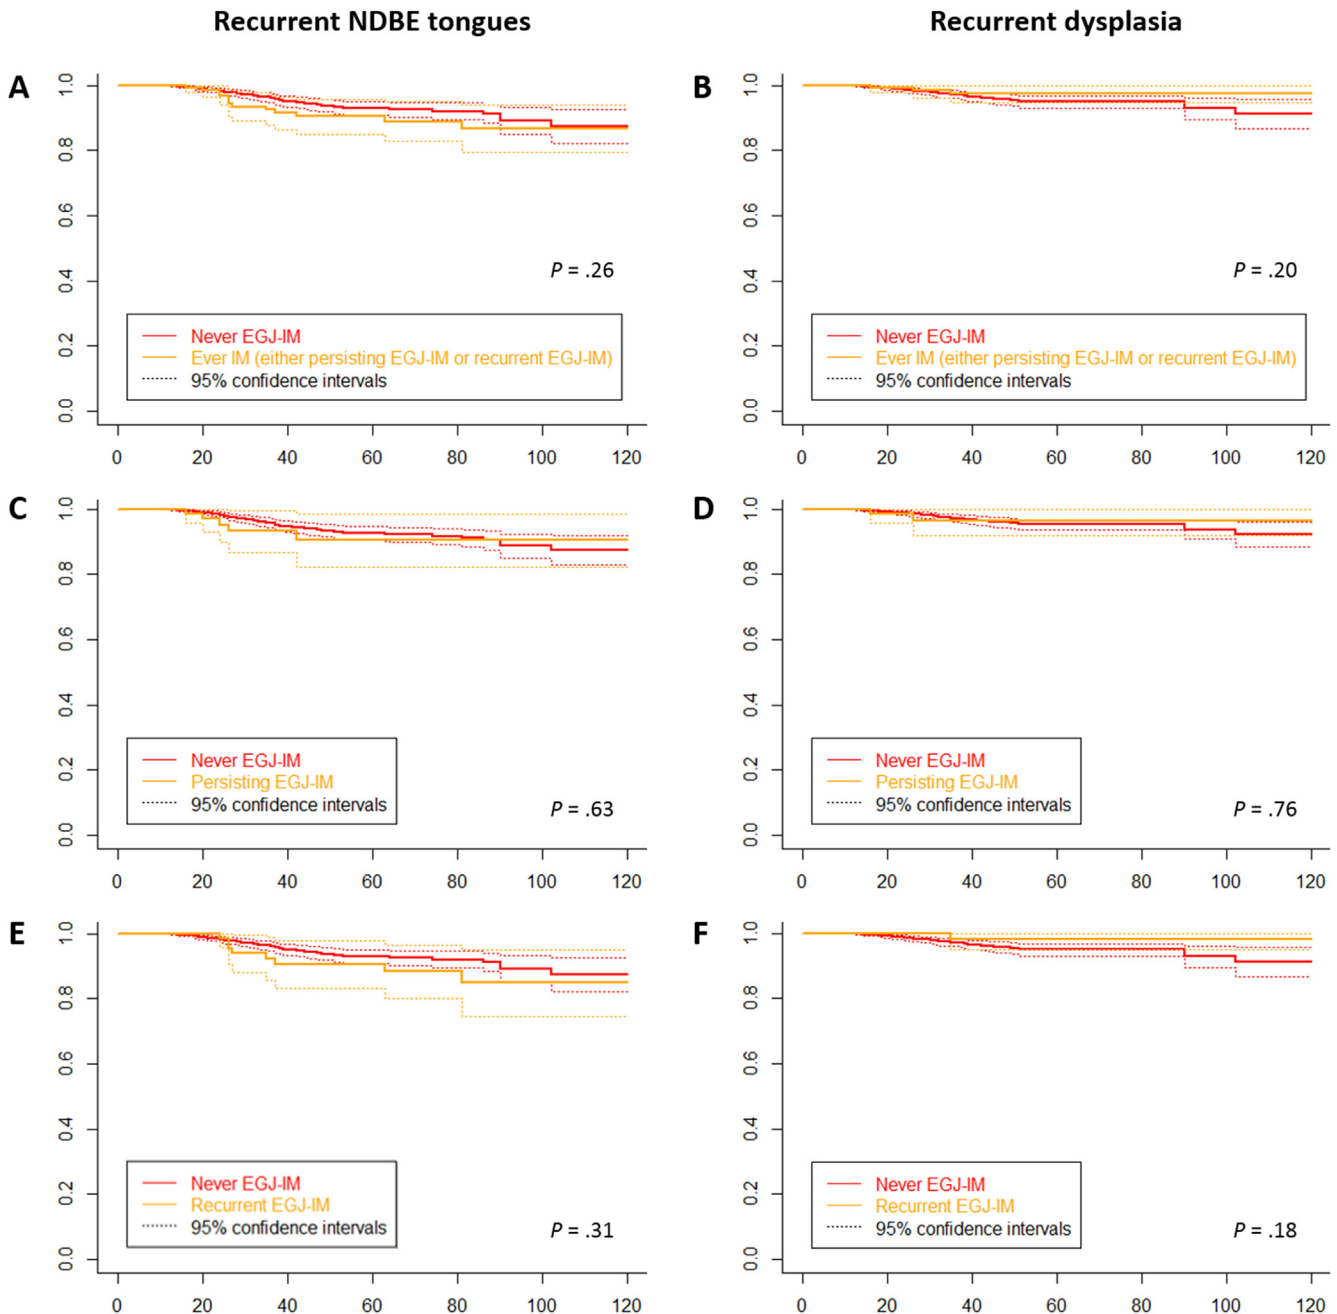 Recurrent NDBE tongues
Recurrent dysplasia
A
1.0
0.8
0.6
0.4
0.2
0.0
P = .26
Never EGJ-IM
Ever IM (either persisting EGJ-IM or recurrent EGJ-IM)
95% confidence intervals
0 20 40 60 80 100 120
B
1.0
0.8
0.6
0.4
0.2
0.0
P = .20
Never EGJ-IM
Ever IM (either persisting EGJ-IM or recurrent EGJ-IM)
95% confidence intervals
0 20 40 60 80 100 120
C
1.0
0.8
0.6
0.4
0.2
0.0
Never EGJ-IM
Persisting EGJ-IM
95% confidence intervals
P = .63
0 20 40 60 80 100 120
D
1.0
0.8
0.6
0.4
0.2
0.0
Never EGJ-IM
Persisting EGJ-IM
95% confidence intervals
P = .76
0 20 40 60 80 100 120
E
1.0
0.8
0.6
0.4
0.2
0.0
Never EGJ-IM
Recurrent EGJ-IM
95% confidence intervals
P = .31
0 20 40 60 80 100 120
F
1.0
0.8
0.6
0.4
0.2
0.0
Never EGJ-IM
Recurrent EGJ-IM
95% confidence intervals
P = .18
0 20 40 60 80 100 120